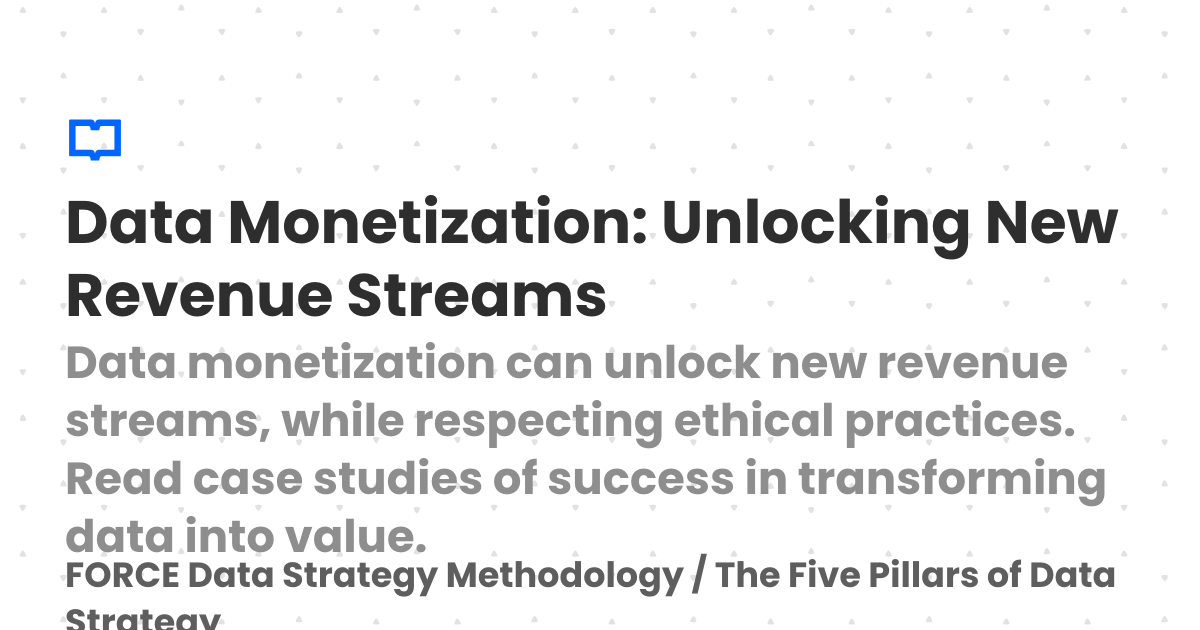 Data Monetization: Unlocking New
Revenue Streams
Data monetization can unlock new revenue
streams, while respecting ethical practices.
Read case studies of success in transforming
data into value.
FORCE Data Strategy Methodology / The Five Pillars of Data
Strategy